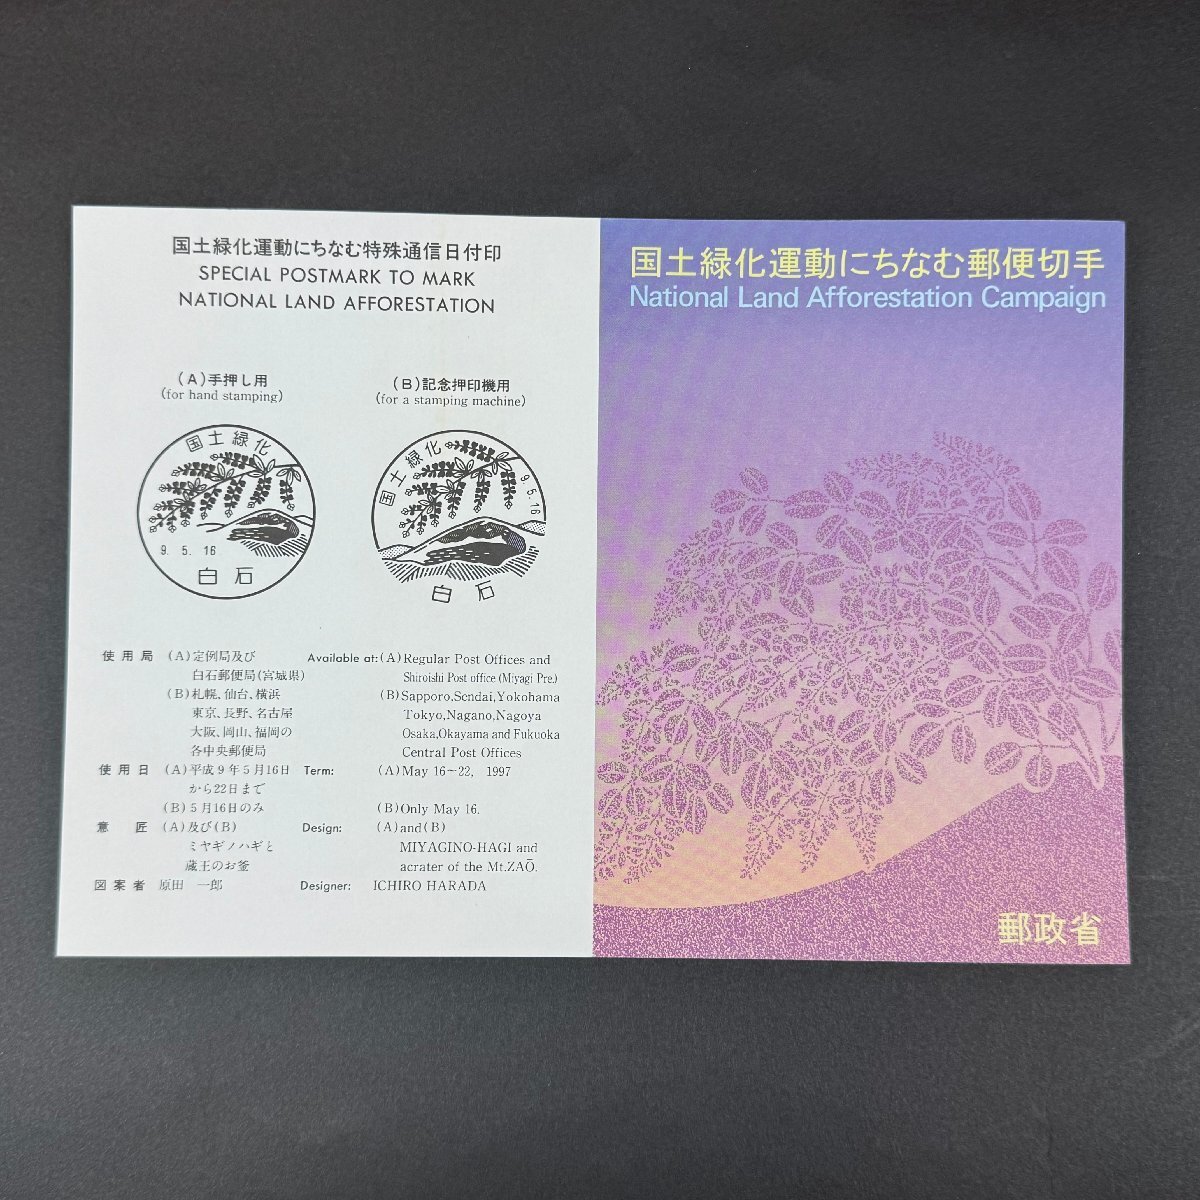 国土緑化運動にちなむ特殊通信日付印
SPECIAL POSTMARK TO MARK
NATIONAL LAND AFFORESTATION
(A)手押し用
(for hand stamping)
(B)記念押印機用
(for a stamping machine)
国土緑化
9. 5. 16
白石
国土緑化
9. 5. 16
白石
使用局 (A)定例局及び
白石郵便局(宮城県)
(B)札幌、仙台、横浜
東京、長野、名古屋
大阪、岡山、福岡の
各中央郵便局
使用日 (A)平成9年5月16日
から22日まで
(B)5月16日のみ
意匠 (A)及び(B)
ミヤギノハギと
蔵王のお釜
図案者 原田 一郎
Available at:(A)Regular Post Offices and
Shiroishi Post office (Miyagi Pre.)
(B)Sapporo,Sendai,Yokohama
Tokyo,Nagano,Nagoya
Osaka,Okayama and Fukuoka
Central Post Offices
Term: (A)May 16-22, 1997
(B)Only May 16.
Design: (A)and(B)
MIYAGINO-HAGI and
acrater of the Mt.ZAŌ.
Designer: ICHIRO HARADA
国土緑化運動にちなむ郵便切手
National Land Afforestation Campaign
郵政省